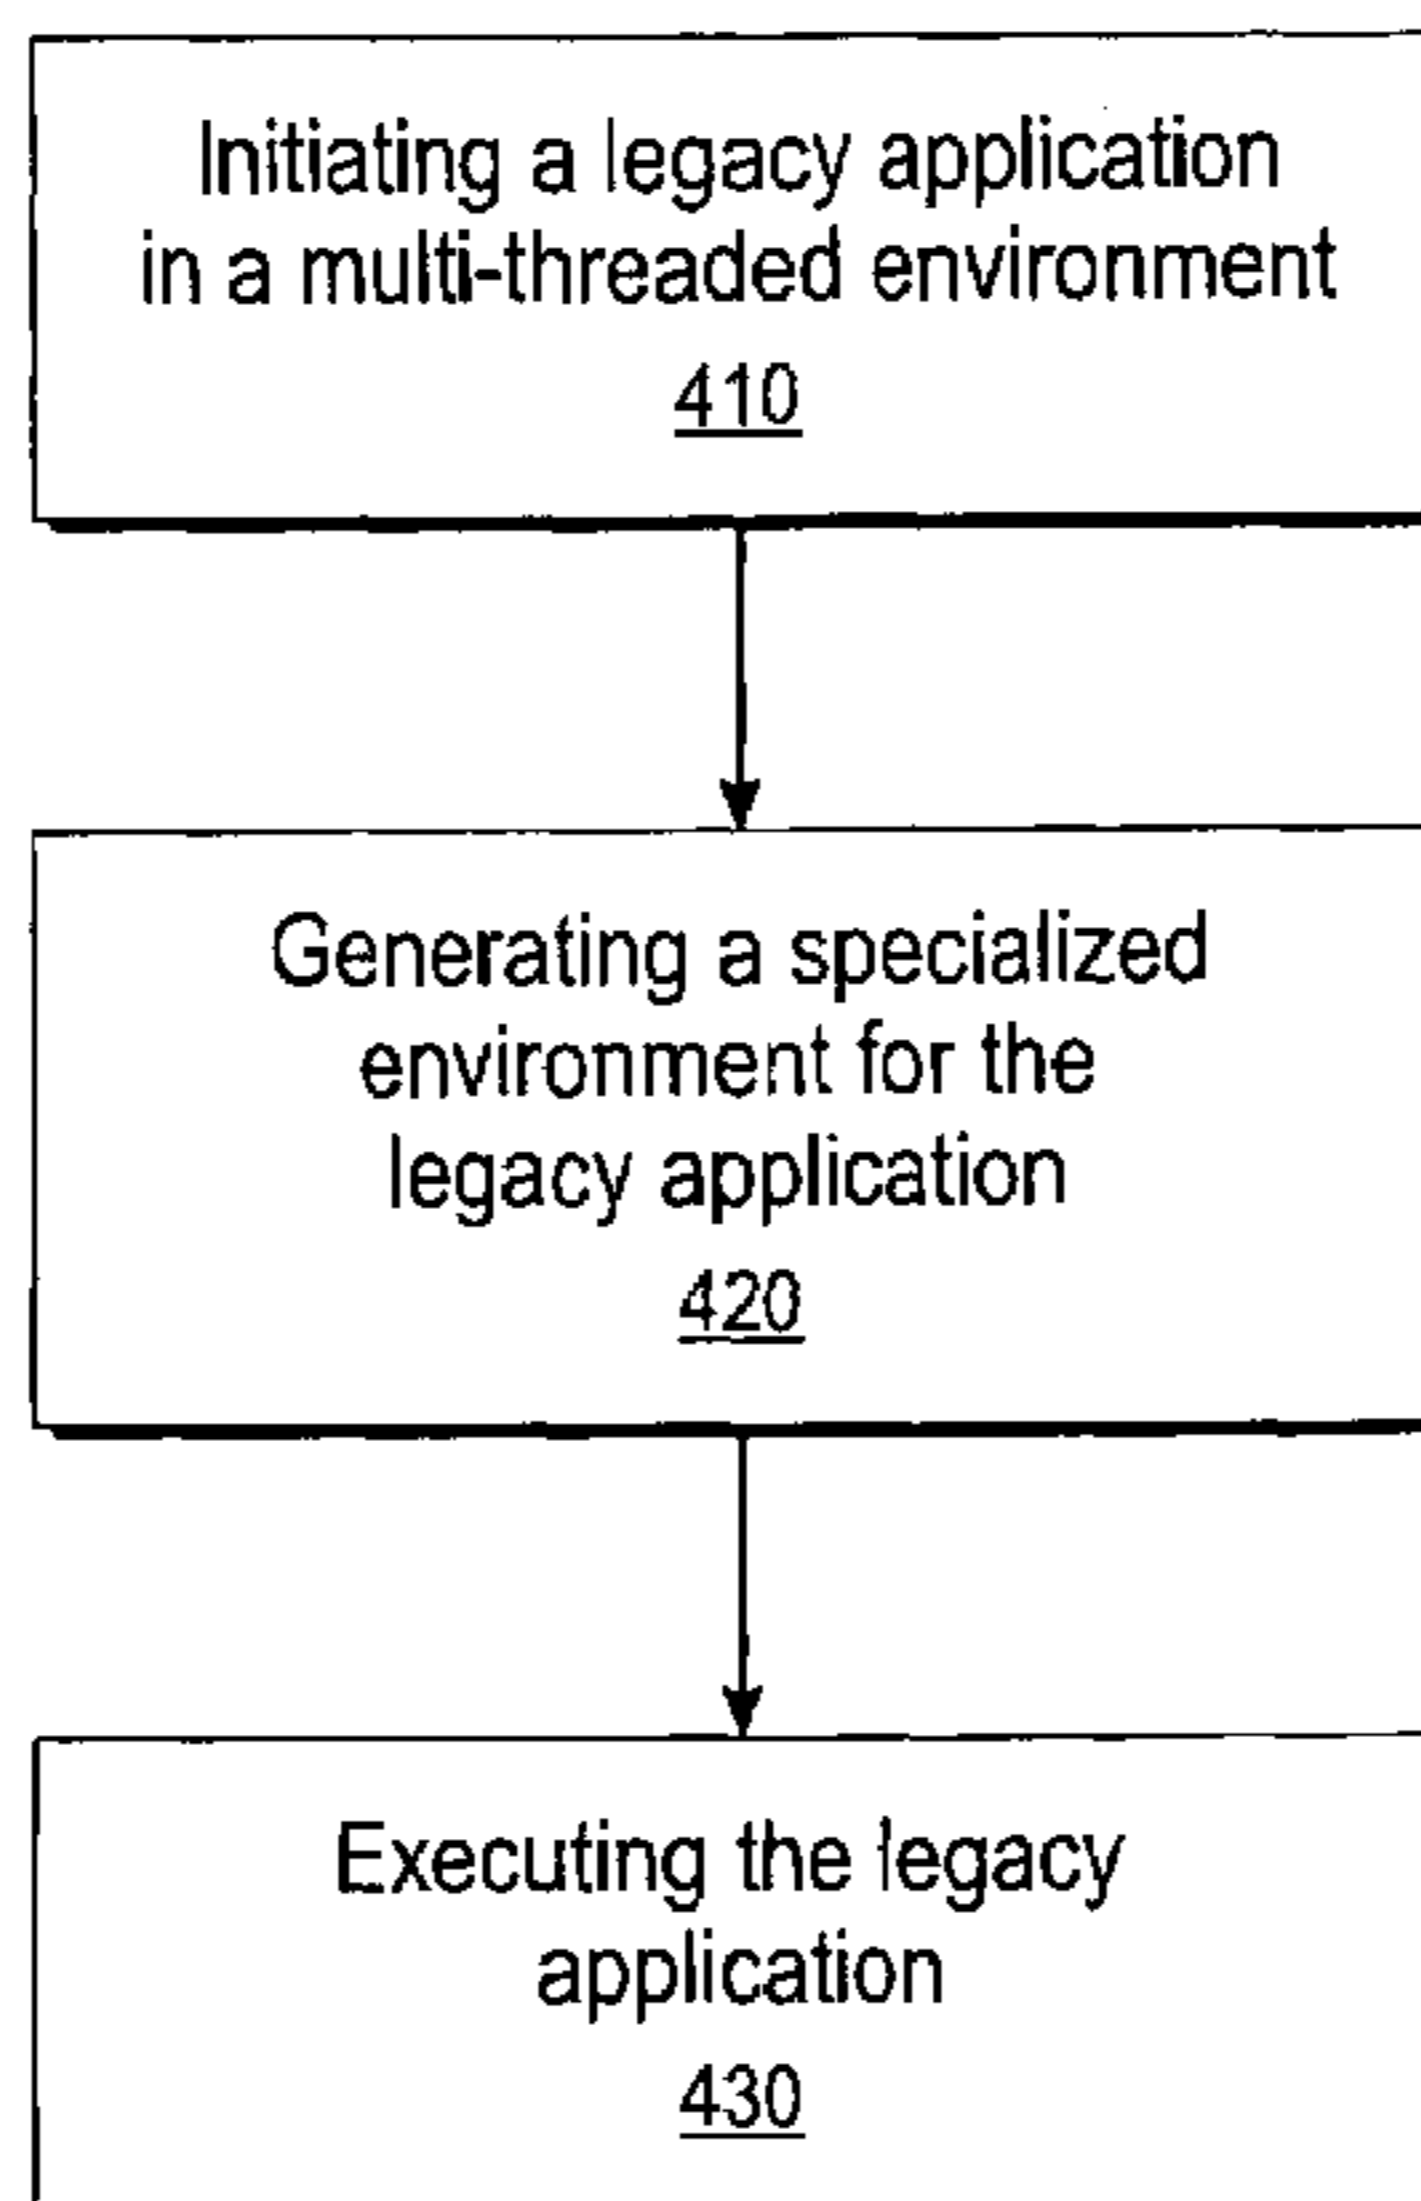 Initiating a legacy application
in a multi-threaded environment
410
Generating a specialized
environment for the
legacy application
420
Executing the legacy
application
430